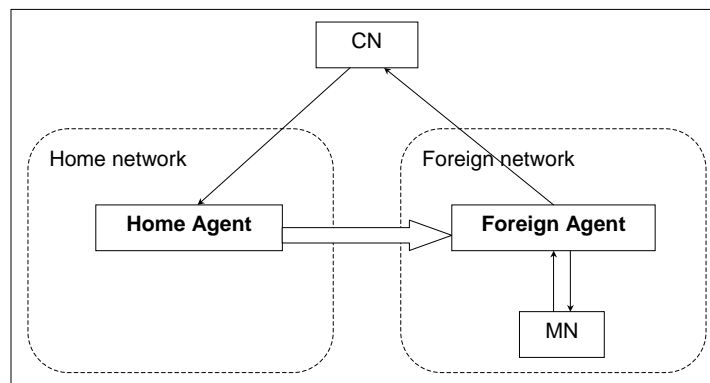 CN
Home network
Foreign network
Home Agent
Foreign Agent
MN